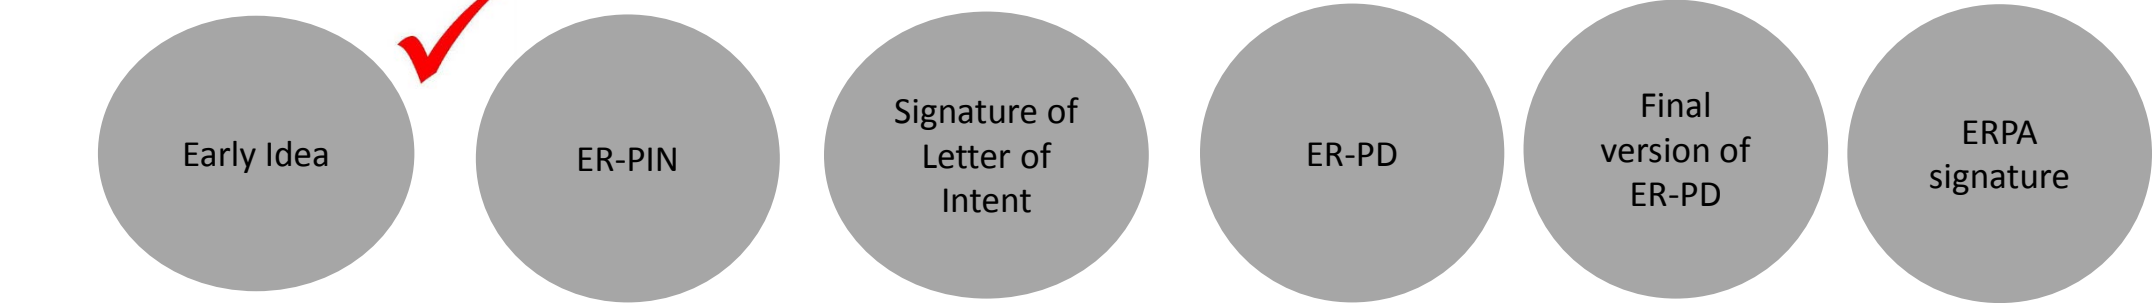 Early Idea
ER-PIN
Signature of
Letter of
Intent
ER-PD
Final
version of
ER-PD
ERPA
signature